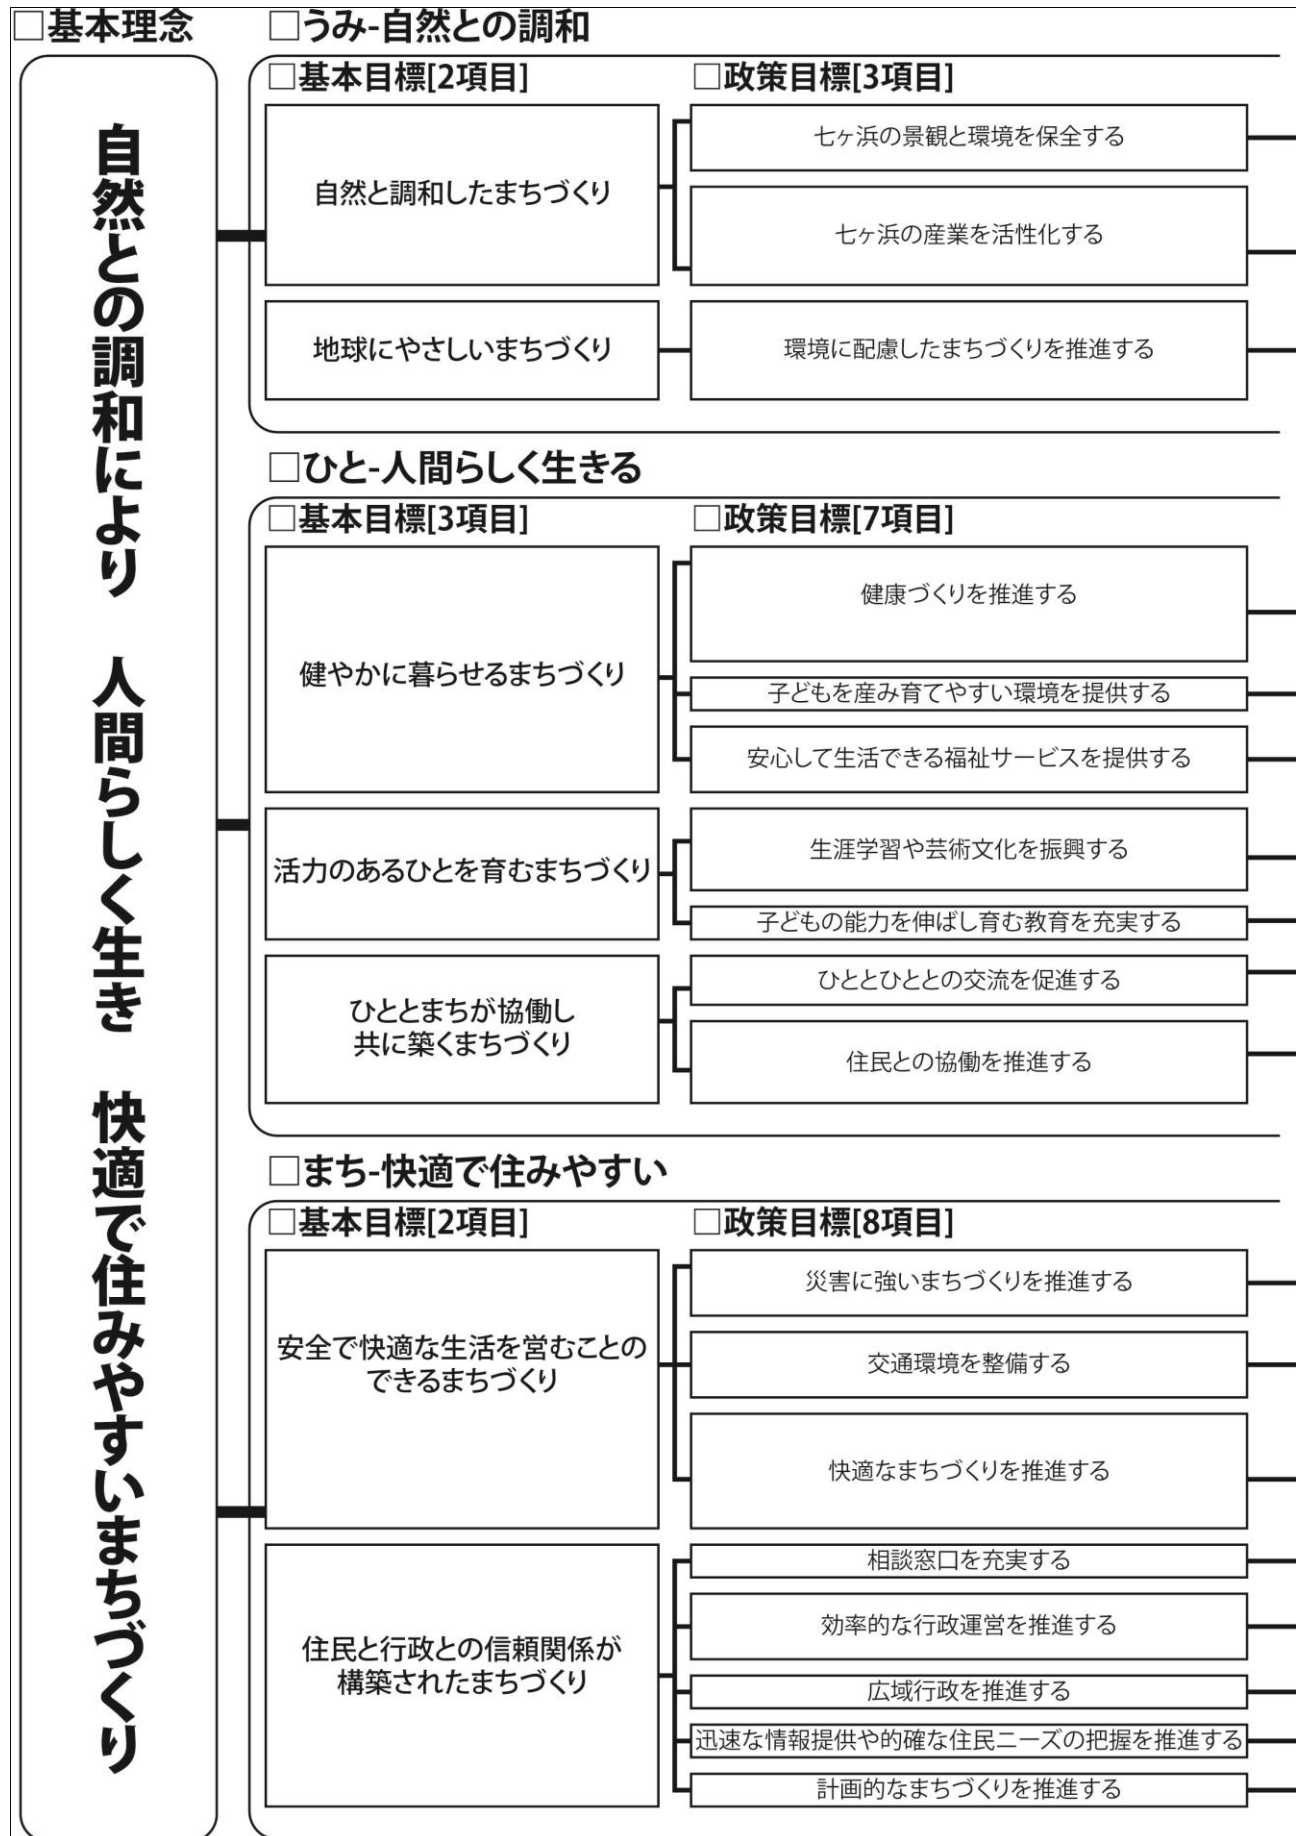 □基本理念
自然との調和により　人間らしく生き　快適で住みやすいまちづくり
□うみ-自然との調和
□基本目標[2項目]
□政策目標[3項目]
自然と調和したまちづくり
七ヶ浜の景観と環境を保全する
七ヶ浜の産業を活性化する
地球にやさしいまちづくり
環境に配慮したまちづくりを推進する
□ひと-人間らしく生きる
□基本目標[3項目]
□政策目標[7項目]
健やかに暮らせるまちづくり
健康づくりを推進する
子どもを産み育てやすい環境を提供する
安心して生活できる福祉サービスを提供する
活力のあるひとを育むまちづくり
生涯学習や芸術文化を振興する
子どもの能力を伸ばし育む教育を充実する
ひととまちが協働し
共に築くまちづくり
ひととひととの交流を促進する
住民との協働を推進する
□まち-快適で住みやすい
□基本目標[2項目]
□政策目標[8項目]
安全で快適な生活を営むことの
できるまちづくり
災害に強いまちづくりを推進する
交通環境を整備する
快適なまちづくりを推進する
住民と行政との信頼関係が
構築されたまちづくり
相談窓口を充実する
効率的な行政運営を推進する
広域行政を推進する
迅速な情報提供や的確な住民ニーズの把握を推進する
計画的なまちづくりを推進する